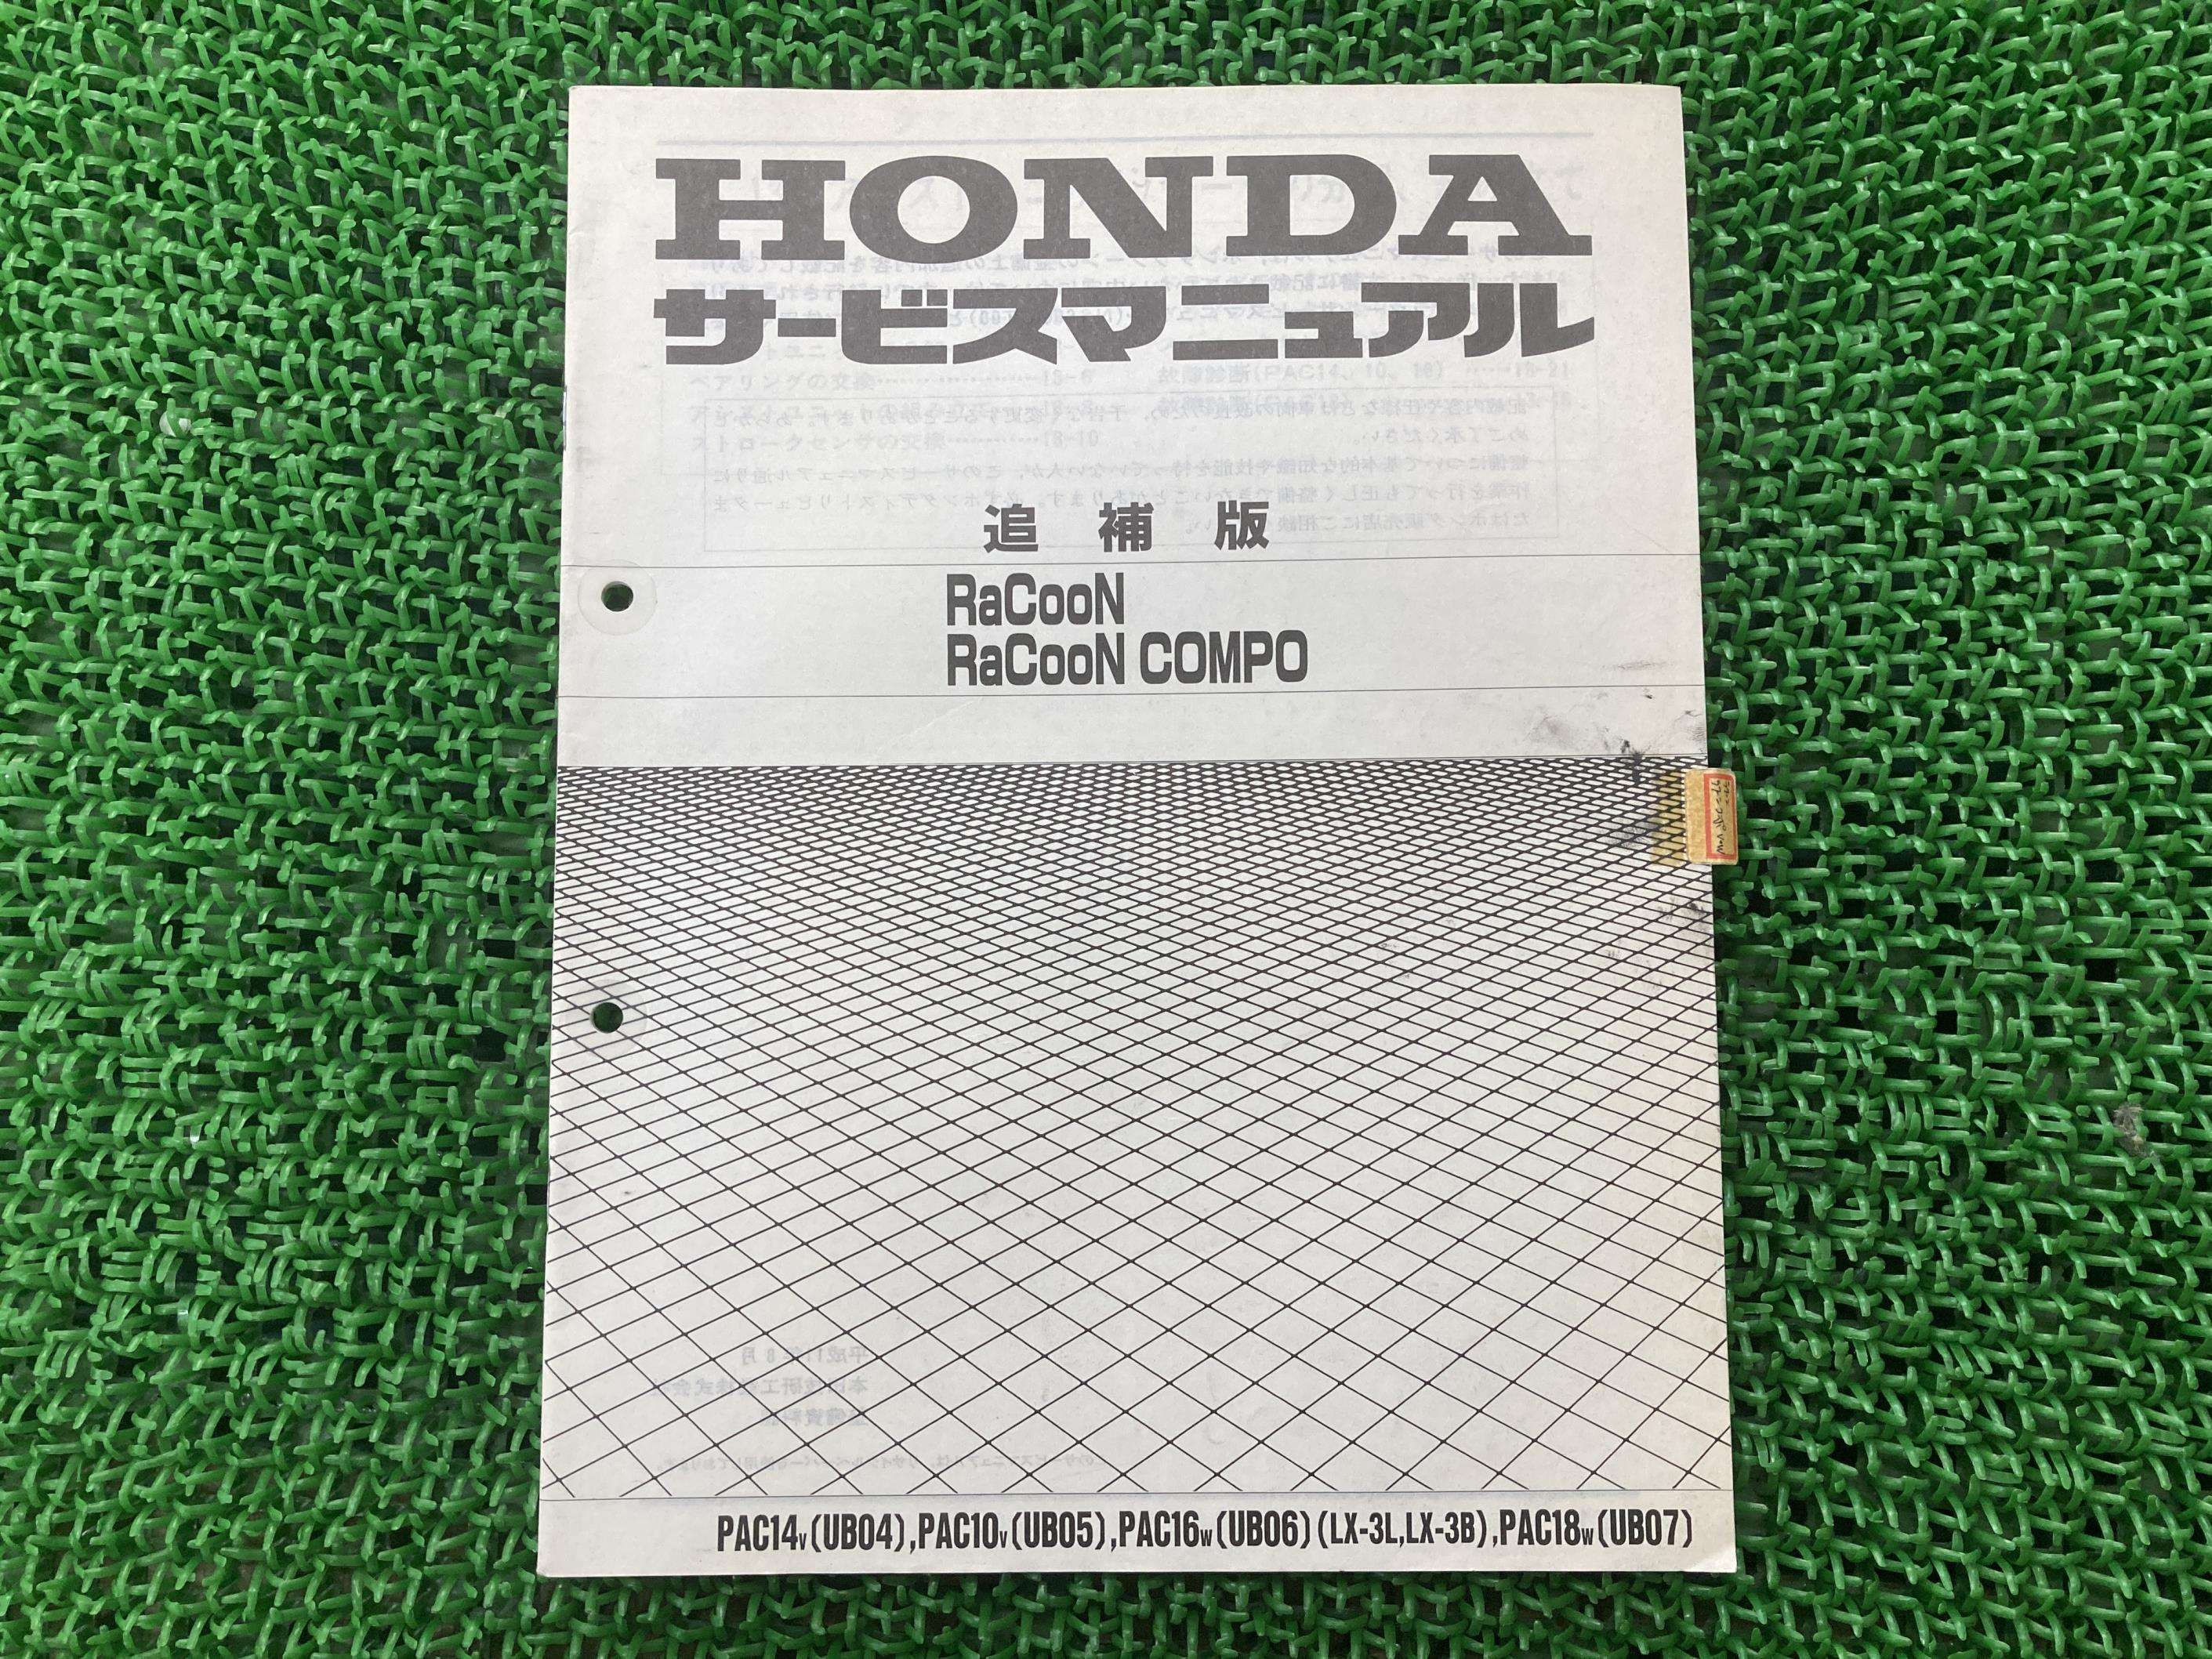 HONDA
サービスマニュアル
追補版
RaCooN
RaCooN COMPO
PAC14V(UB04),PAC10V(UB05),PAC16W(UB06)(LX-3L,LX-3B),PAC18W(UB07)